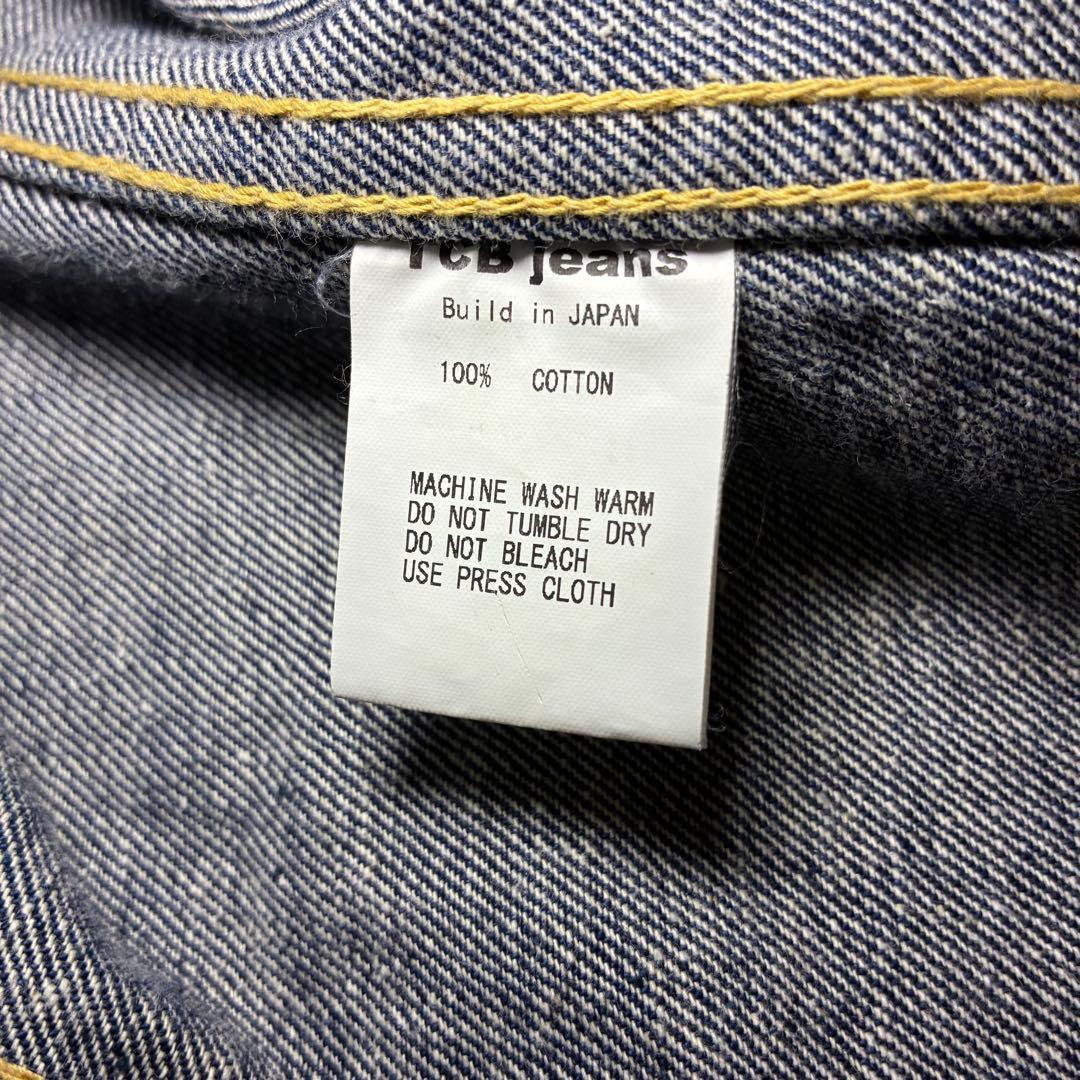 TCB jeans
Build in JAPAN
100% COTTON
MACHINE WASH WARM
DO NOT TUMBLE DRY
DO NOT BLEACH
USE PRESS CLOTH